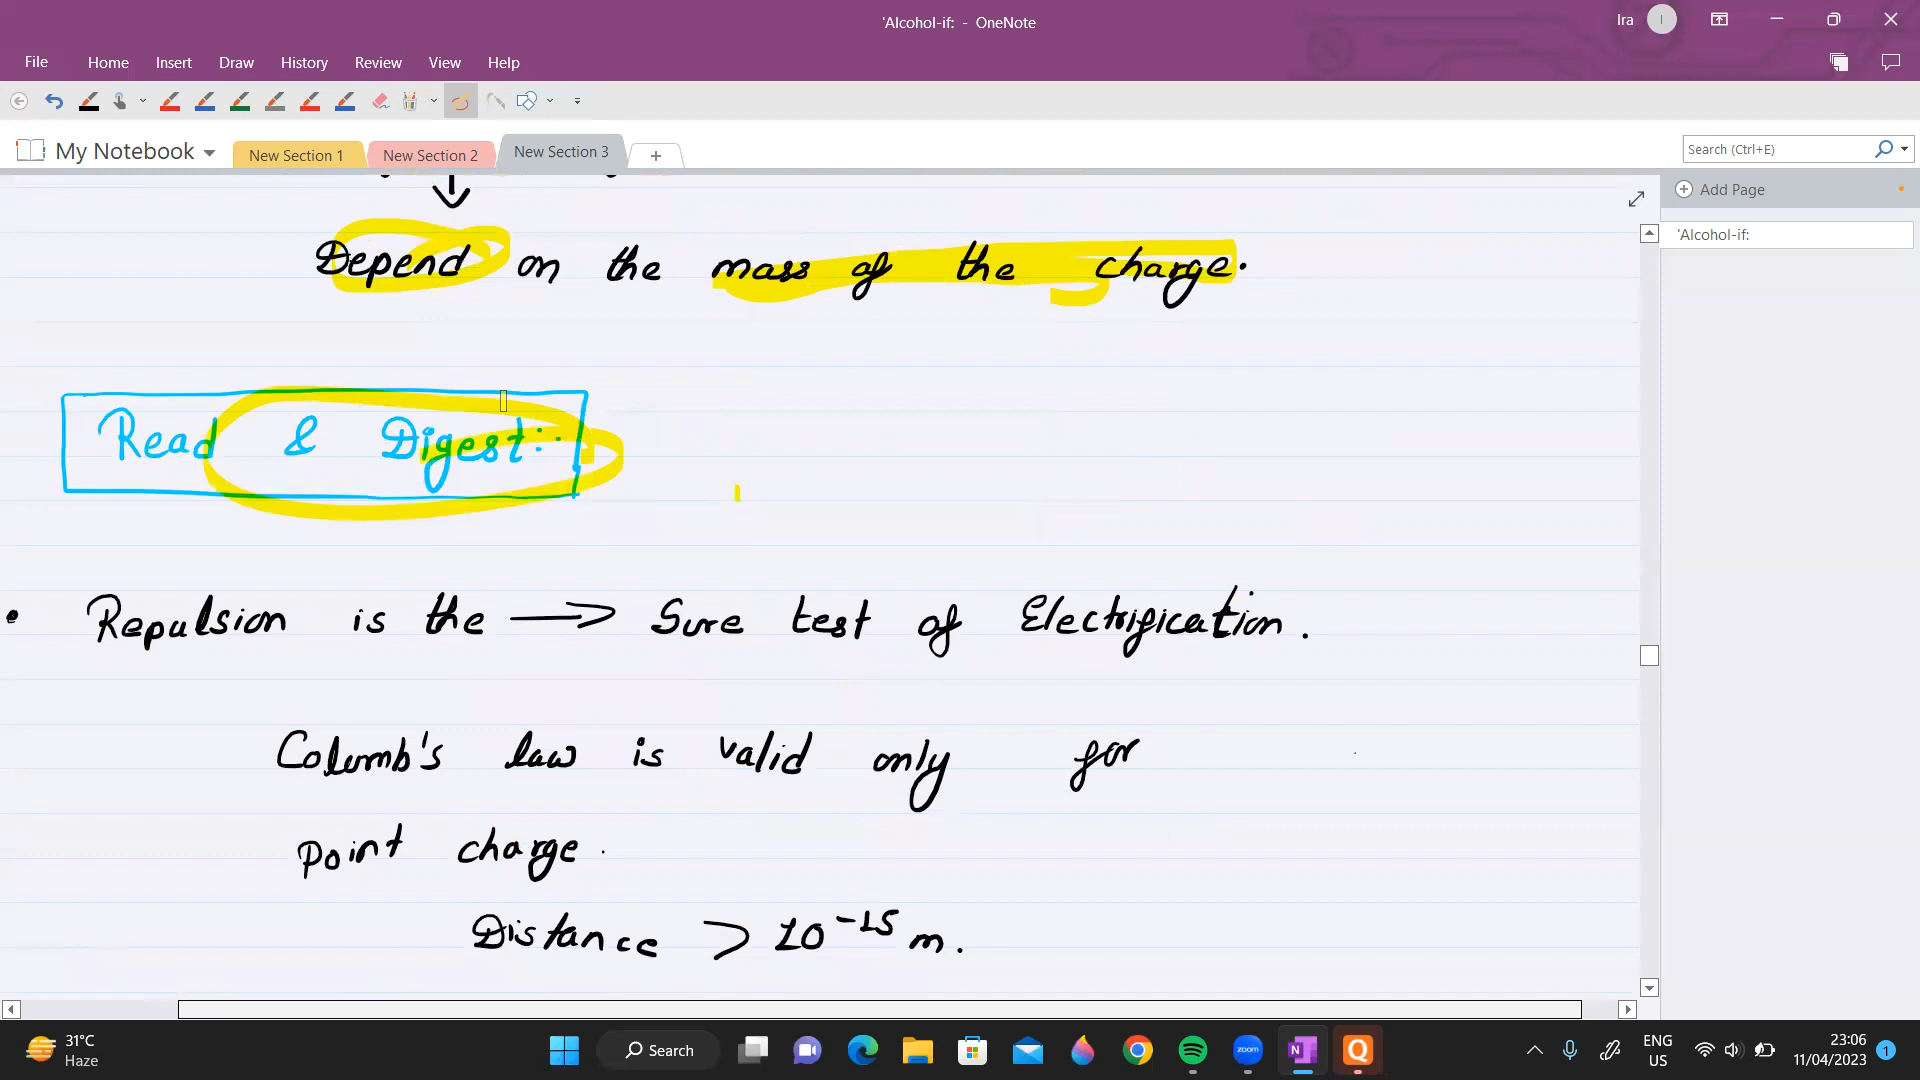 'Alcohol-if: - OneNote
Ira
I
File Home Insert Draw History Review View Help
My Notebook
New Section 1
New Section 2
New Section 3
Search (Ctrl+E)
Add Page
'Alcohol-if:
Depend on the mass of the charge.
Read & Digest:-
• Repulsion is the → Sure test of Electrification.
Columb's law is valid only for
point charge.
Distance > 10⁻¹⁵ m.
31°C
Haze
Search
zoom
N
Q
ENG
US
23:06
11/04/2023
1